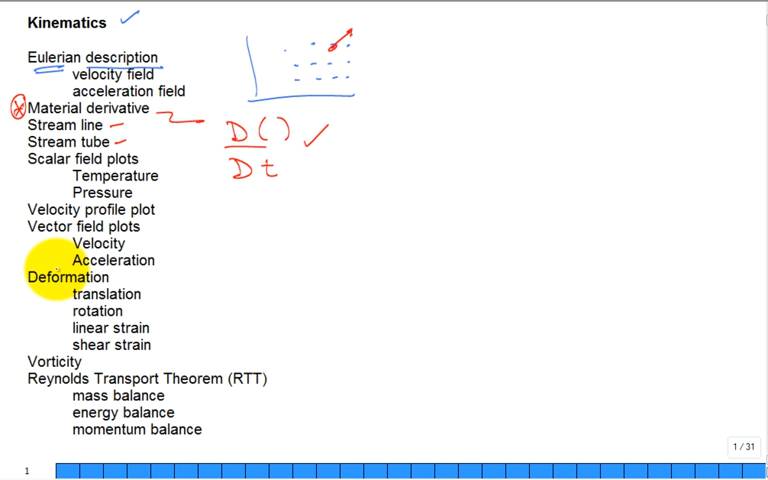 Kinematics
Eulerian description
velocity field
acceleration field
Material derivative
Stream line
Stream tube
D ( )
D t
Scalar field plots
Temperature
Pressure
Velocity profile plot
Vector field plots
Velocity
Acceleration
Deformation
translation
rotation
linear strain
shear strain
Vorticity
Reynolds Transport Theorem (RTT)
mass balance
energy balance
momentum balance
1 / 31
1